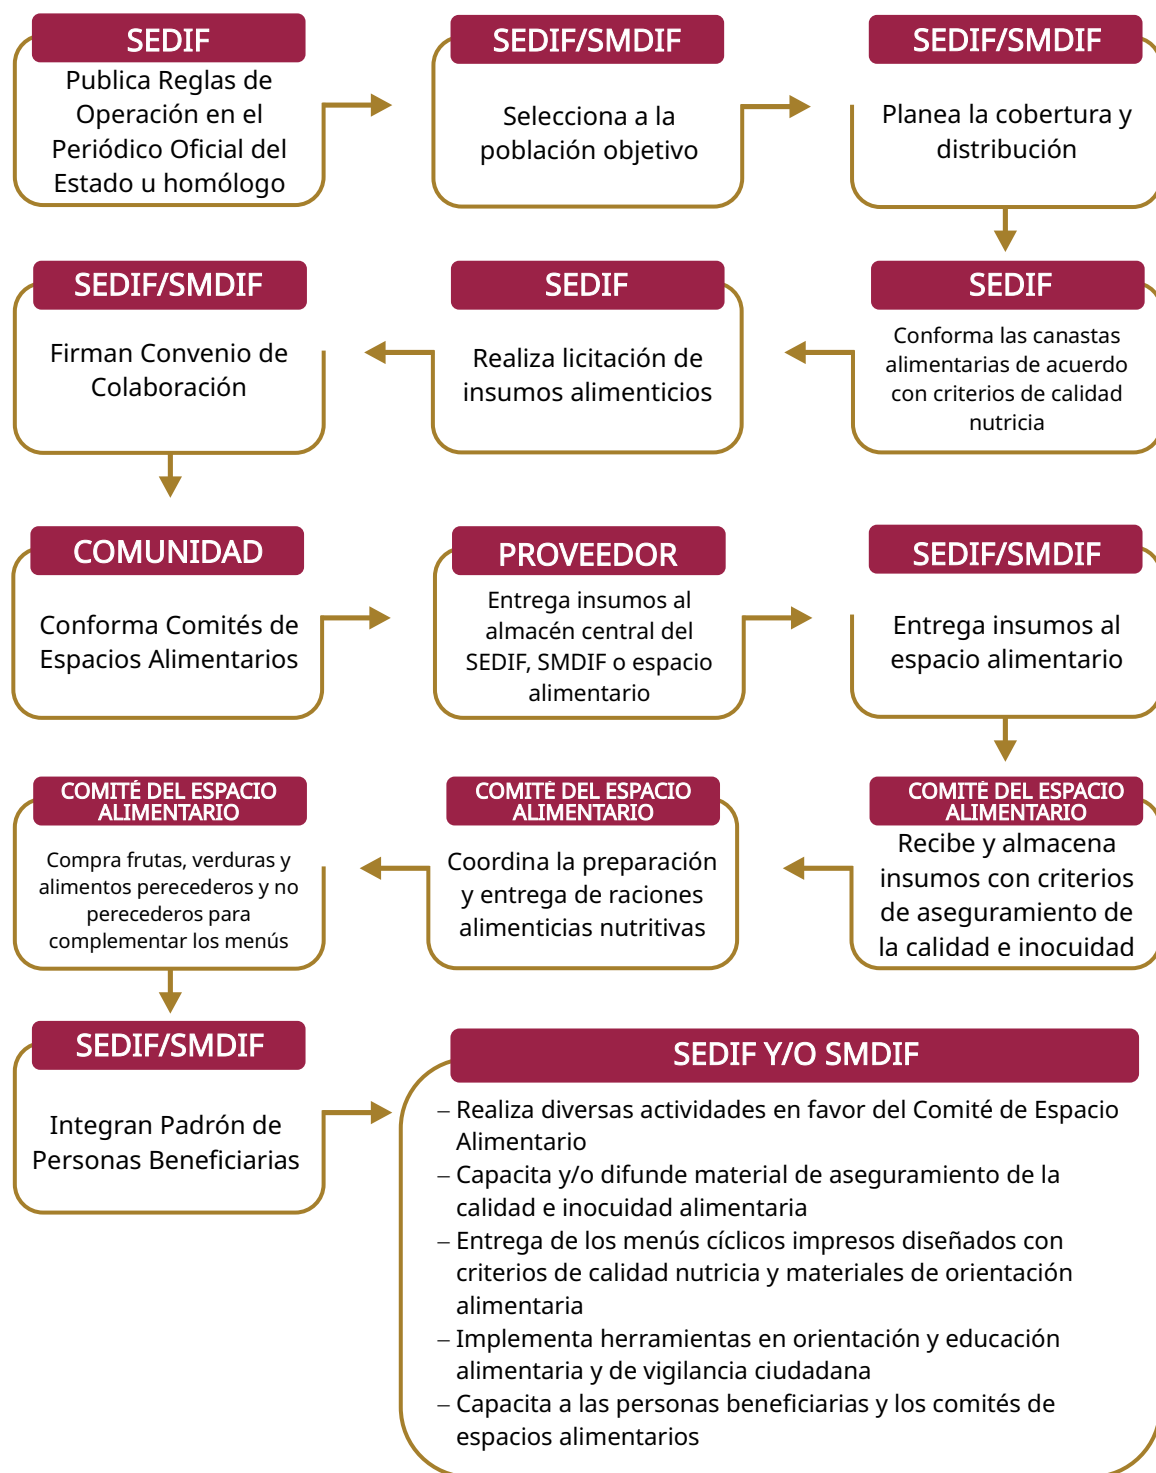 SEDIF
Publica Reglas de
Operación en el
Periódico Oficial del
Estado u homólogo
SEDIF/SMDIF
Selecciona a la
población objetivo
SEDIF/SMDIF
Planea la cobertura y
distribución
SEDIF
Conforma las canastas
alimentarias de acuerdo
con criterios de calidad
nutricia
SEDIF
Realiza licitación de
insumos alimenticios
SEDIF/SMDIF
Firman Convenio de
Colaboración
COMUNIDAD
Conforma Comités de
Espacios Alimentarios
PROVEEDOR
Entrega insumos al
almacén central del
SEDIF, SMDIF o espacio
alimentario
SEDIF/SMDIF
Entrega insumos al
espacio alimentario
COMITÉ DEL ESPACIO
ALIMENTARIO
Recibe y almacena
insumos con criterios
de aseguramiento de
la calidad e inocuidad
COMITÉ DEL ESPACIO
ALIMENTARIO
Coordina la preparación
y entrega de raciones
alimenticias nutritivas
COMITÉ DEL ESPACIO
ALIMENTARIO
Compra frutas, verduras y
alimentos perecederos y no
perecederos para
complementar los menús
SEDIF/SMDIF
Integran Padrón de
Personas Beneficiarias
SEDIF Y/O SMDIF
– Realiza diversas actividades en favor del Comité de Espacio
Alimentario
– Capacita y/o difunde material de aseguramiento de la
calidad e inocuidad alimentaria
– Entrega de los menús cíclicos impresos diseñados con
criterios de calidad nutricia y materiales de orientación
alimentaria
– Implementa herramientas en orientación y educación
alimentaria y de vigilancia ciudadana
– Capacita a las personas beneficiarias y los comités de
espacios alimentarios